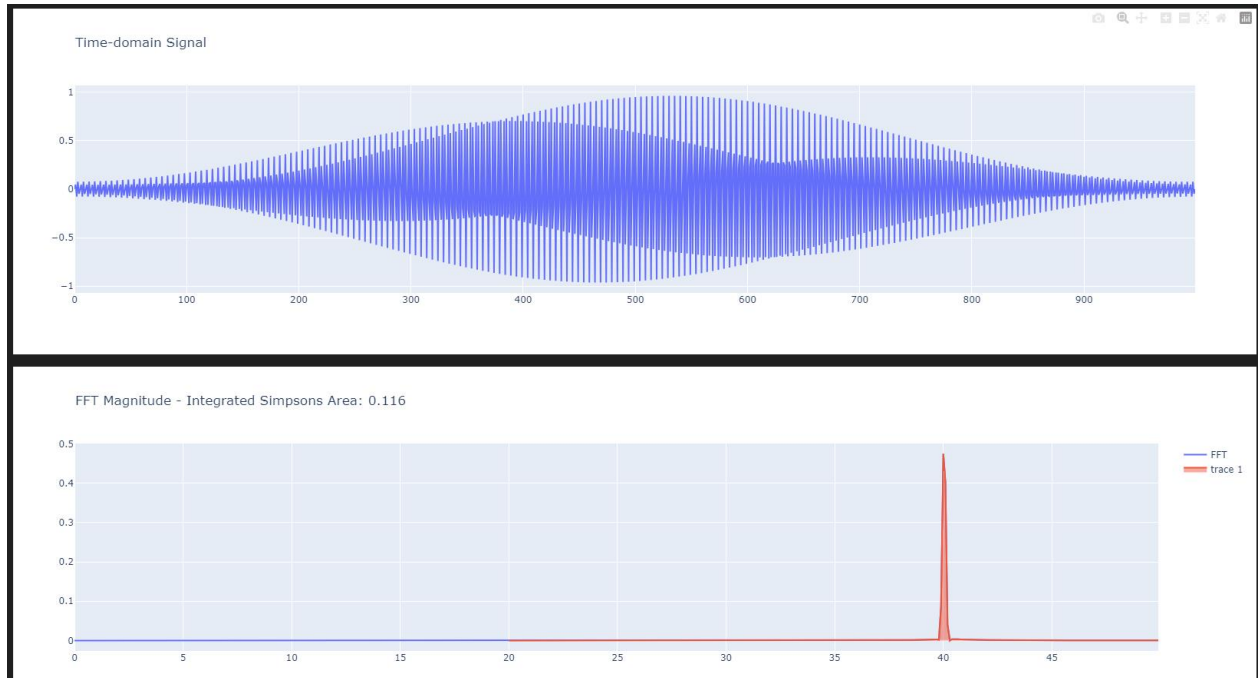 Time-domain Signal
1
0.5
0
−0.5
−1
0 100 200 300 400 500 600 700 800 900
FFT Magnitude - Integrated Simpsons Area: 0.116
0.5
0.4
0.3
0.2
0.1
0
0 5 10 15 20 25 30 35 40 45
FFT
trace 1